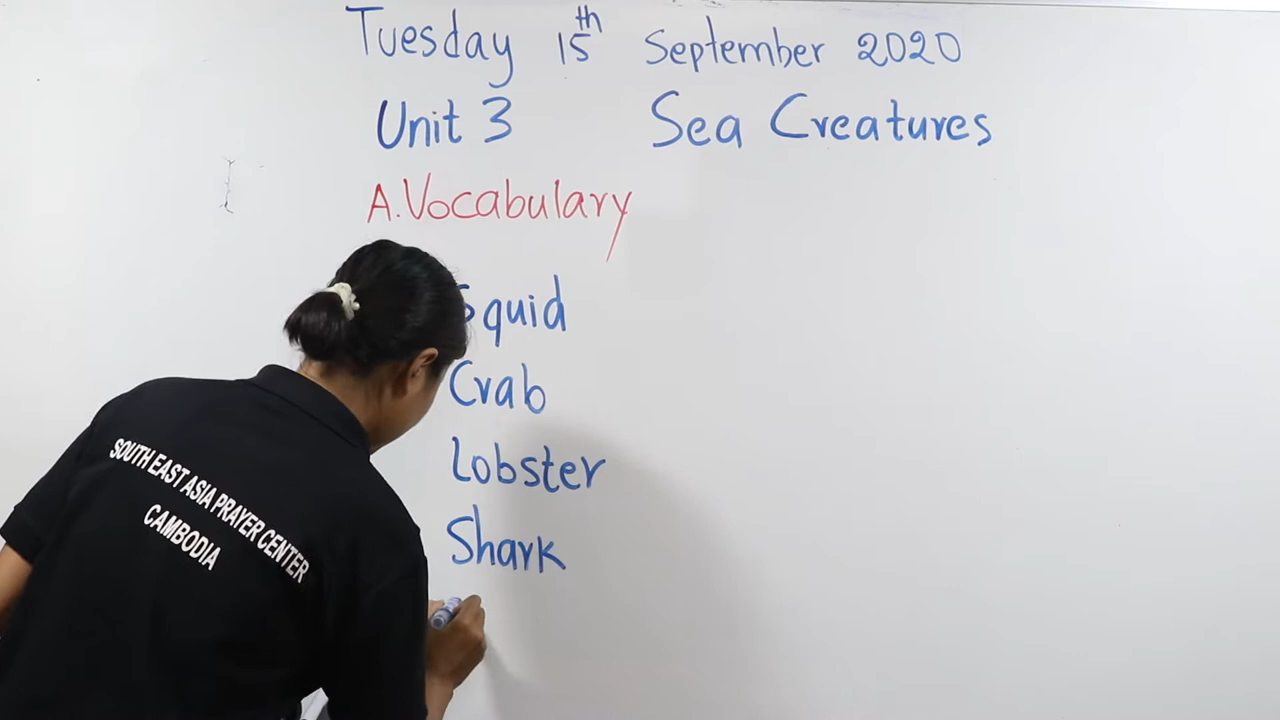 Tuesday 15th September 2020
Unit 3 Sea Creatures
A. Vocabulary
Squid
Crab
Lobster
Shark
SOUTH EAST ASIA PRAYER CENTER
CAMBODIA